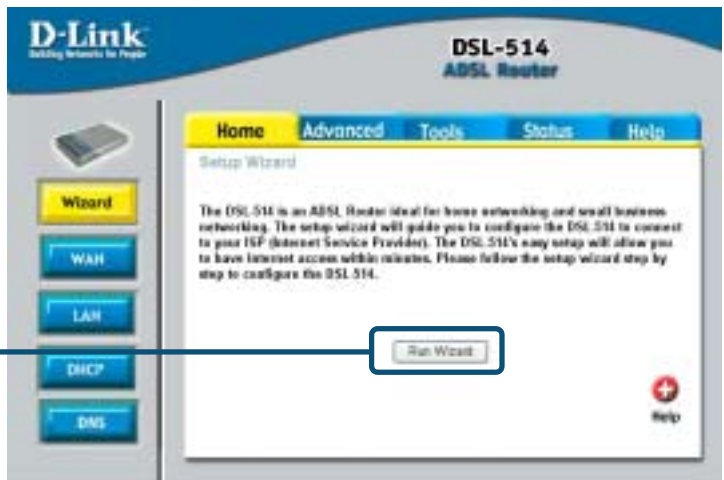 D-Link
Building Networks for People
DSL-514
ADSL Router
Home
Advanced
Tools
Status
Help
Setup Wizard
Wizard
WAN
LAN
DHCP
DNS
The DSL-514 is an ADSL Router ideal for home networking and small business
networking. The setup wizard will guide you to configure the DSL-514 to connect
to your ISP (Internet Service Provider). The DSL-514's easy setup will allow you
to have Internet access within minutes. Please follow the setup wizard step by
step to configure the DSL-514.
Run Wizard
Help